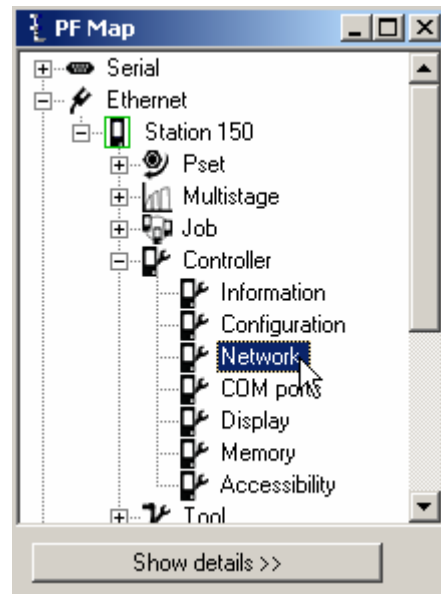 PF Map
Serial
Ethernet
Station 150
Pset
Multistage
Job
Controller
Information
Configuration
Network
COM ports
Display
Memory
Accessibility
Tool
Show details >>